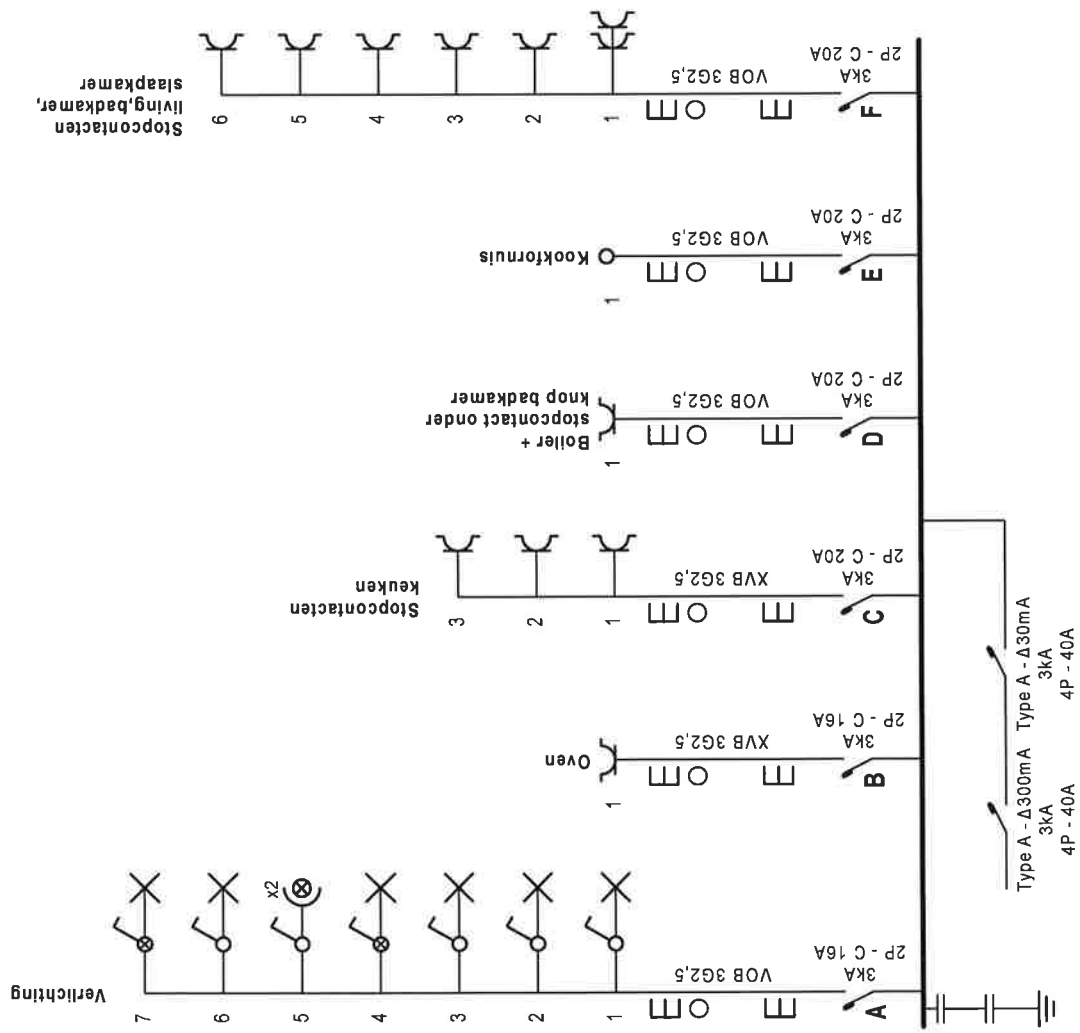 Verlichting
7
6
5
x2
4
3
2
1
VOB 3G2,5
A
3kA
2P - C 16A
Oven
1
XVB 3G2,5
B
3kA
2P - C 16A
Stopcontacten
keuken
3
2
1
XVB 3G2,5
C
3kA
2P - C 20A
Boiler +
stopcontact onder
knop badkamer
1
VOB 3G2,5
D
3kA
2P - C 20A
Kookfornuis
1
VOB 3G2,5
E
3kA
2P - C 20A
Stopcontacten
living,badkamer,
slaapkamer
6
5
4
3
2
1
VOB 3G2,5
F
3kA
2P - C 20A
Type A - Δ300mA
3kA
4P - 40A
Type A - Δ30mA
3kA
4P - 40A